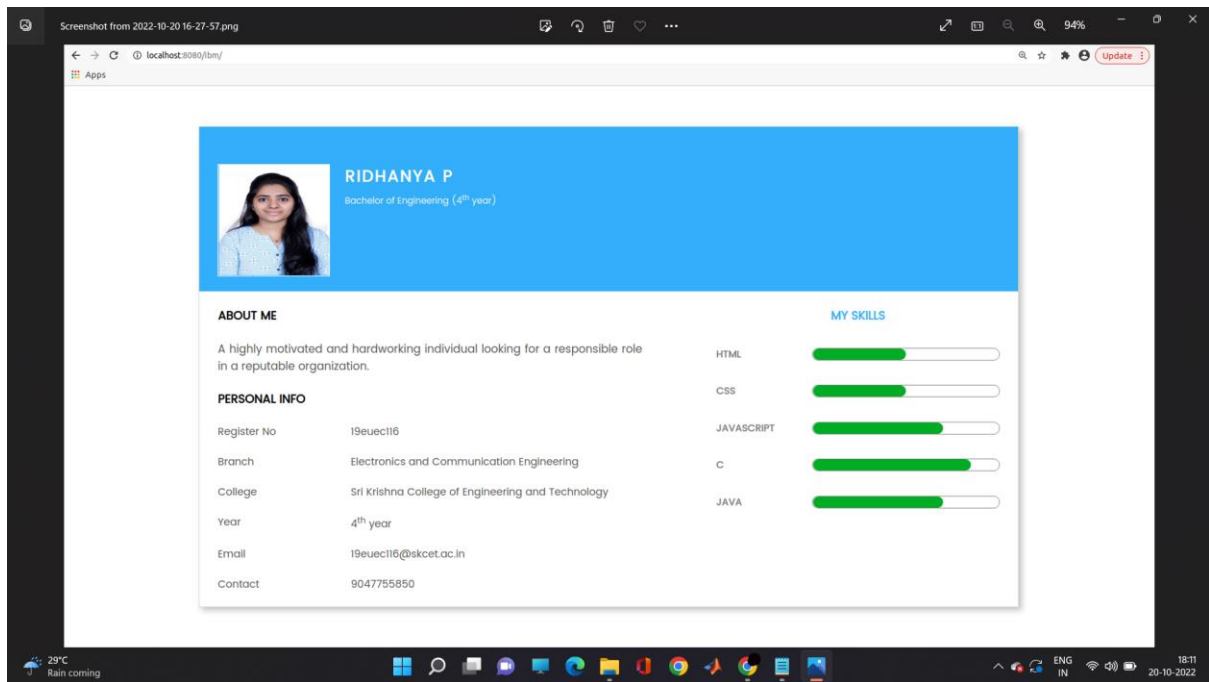 Screenshot from 2022-10-20 16-27-57.png
94%
localhost:8080/ibm/
Update
Apps
RIDHANYA P
Bachelor of Engineering (4th year)
ABOUT ME
A highly motivated and hardworking individual looking for a responsible role
in a reputable organization.
PERSONAL INFO
Register No 19euec116
Branch Electronics and Communication Engineering
College Sri Krishna College of Engineering and Technology
Year 4th year
Email 19euec116@skcet.ac.in
Contact 9047755850
MY SKILLS
HTML
CSS
JAVASCRIPT
C
JAVA
29°C
Rain coming
ENG
IN
18:11
20-10-2022